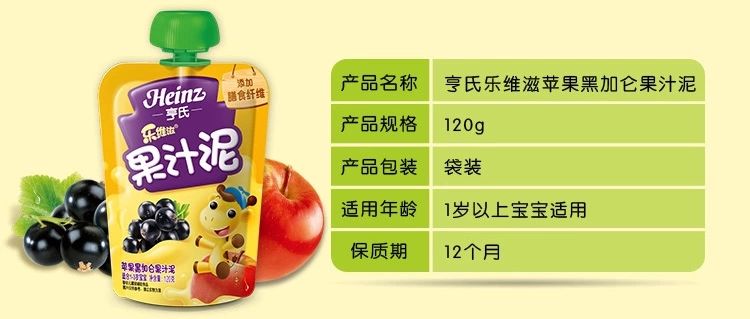 添加
膳食纤维
Heinz
亨氏
乐维滋
果汁泥
苹果黑加仑果汁泥
产品名称 亨氏乐维滋苹果黑加仑果汁泥
产品规格 120g
产品包装 袋装
适用年龄 1岁以上宝宝适用
保质期 12个月